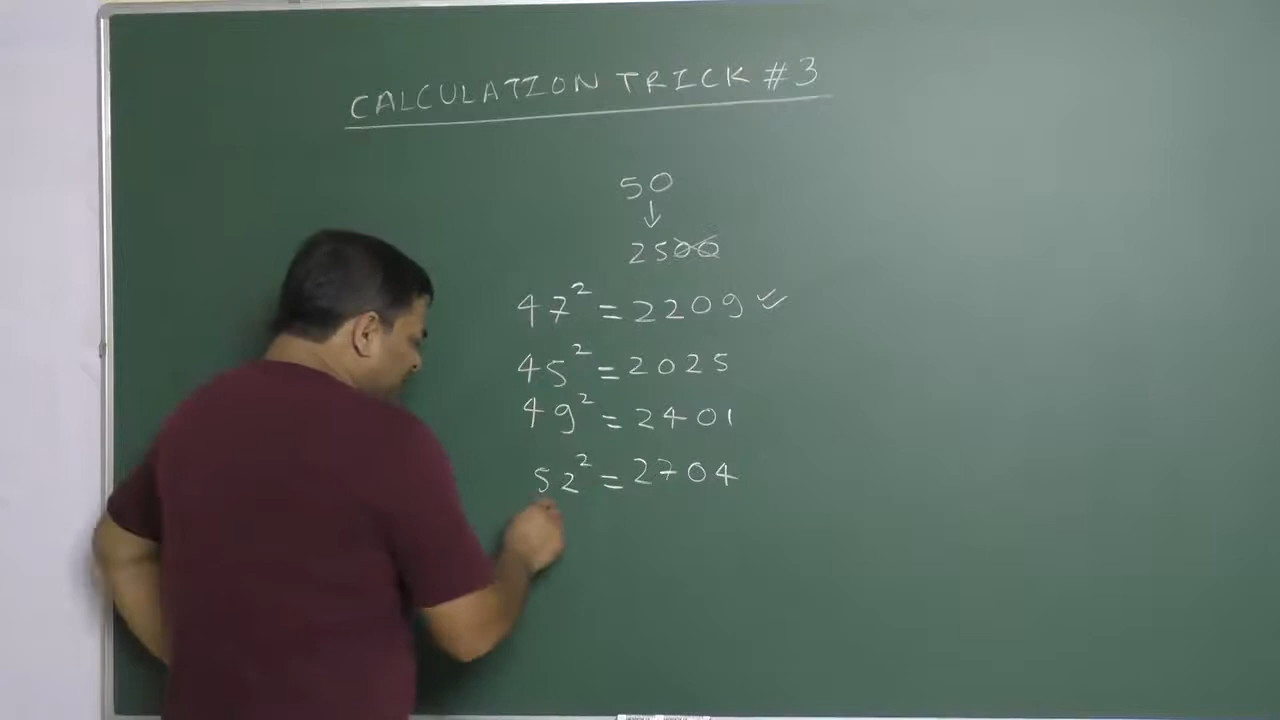 CALCULATION TRICK #3
50
↓
2500
47² = 2209 ✓
45² = 2025
49² = 2401
52² = 2704